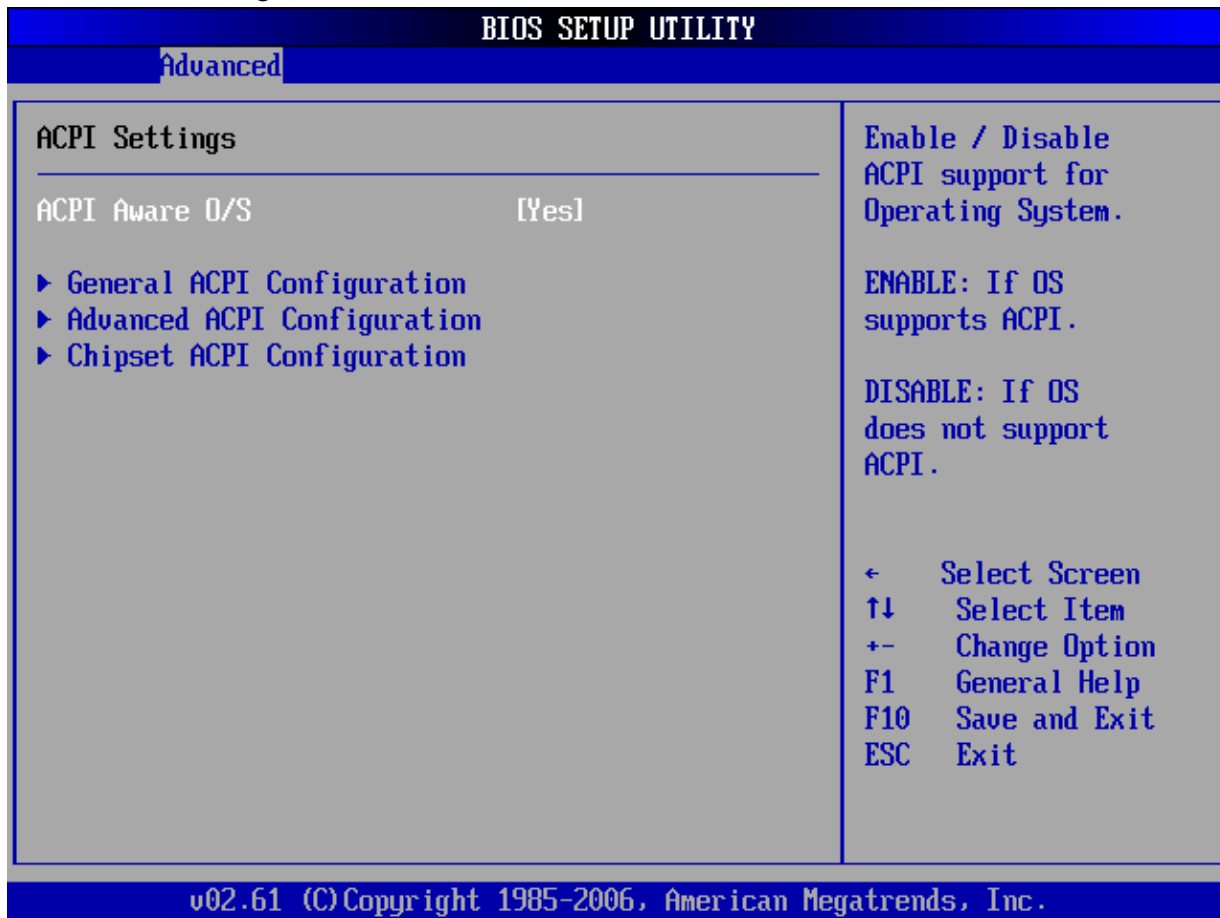 BIOS SETUP UTILITY
Advanced
ACPI Settings
ACPI Aware O/S [Yes]
▶ General ACPI Configuration
▶ Advanced ACPI Configuration
▶ Chipset ACPI Configuration
Enable / Disable
ACPI support for
Operating System.
ENABLE: If OS
supports ACPI.
DISABLE: If OS
does not support
ACPI.
← Select Screen
↑↓ Select Item
+- Change Option
F1 General Help
F10 Save and Exit
ESC Exit
v02.61 (C)Copyright 1985-2006, American Megatrends, Inc.